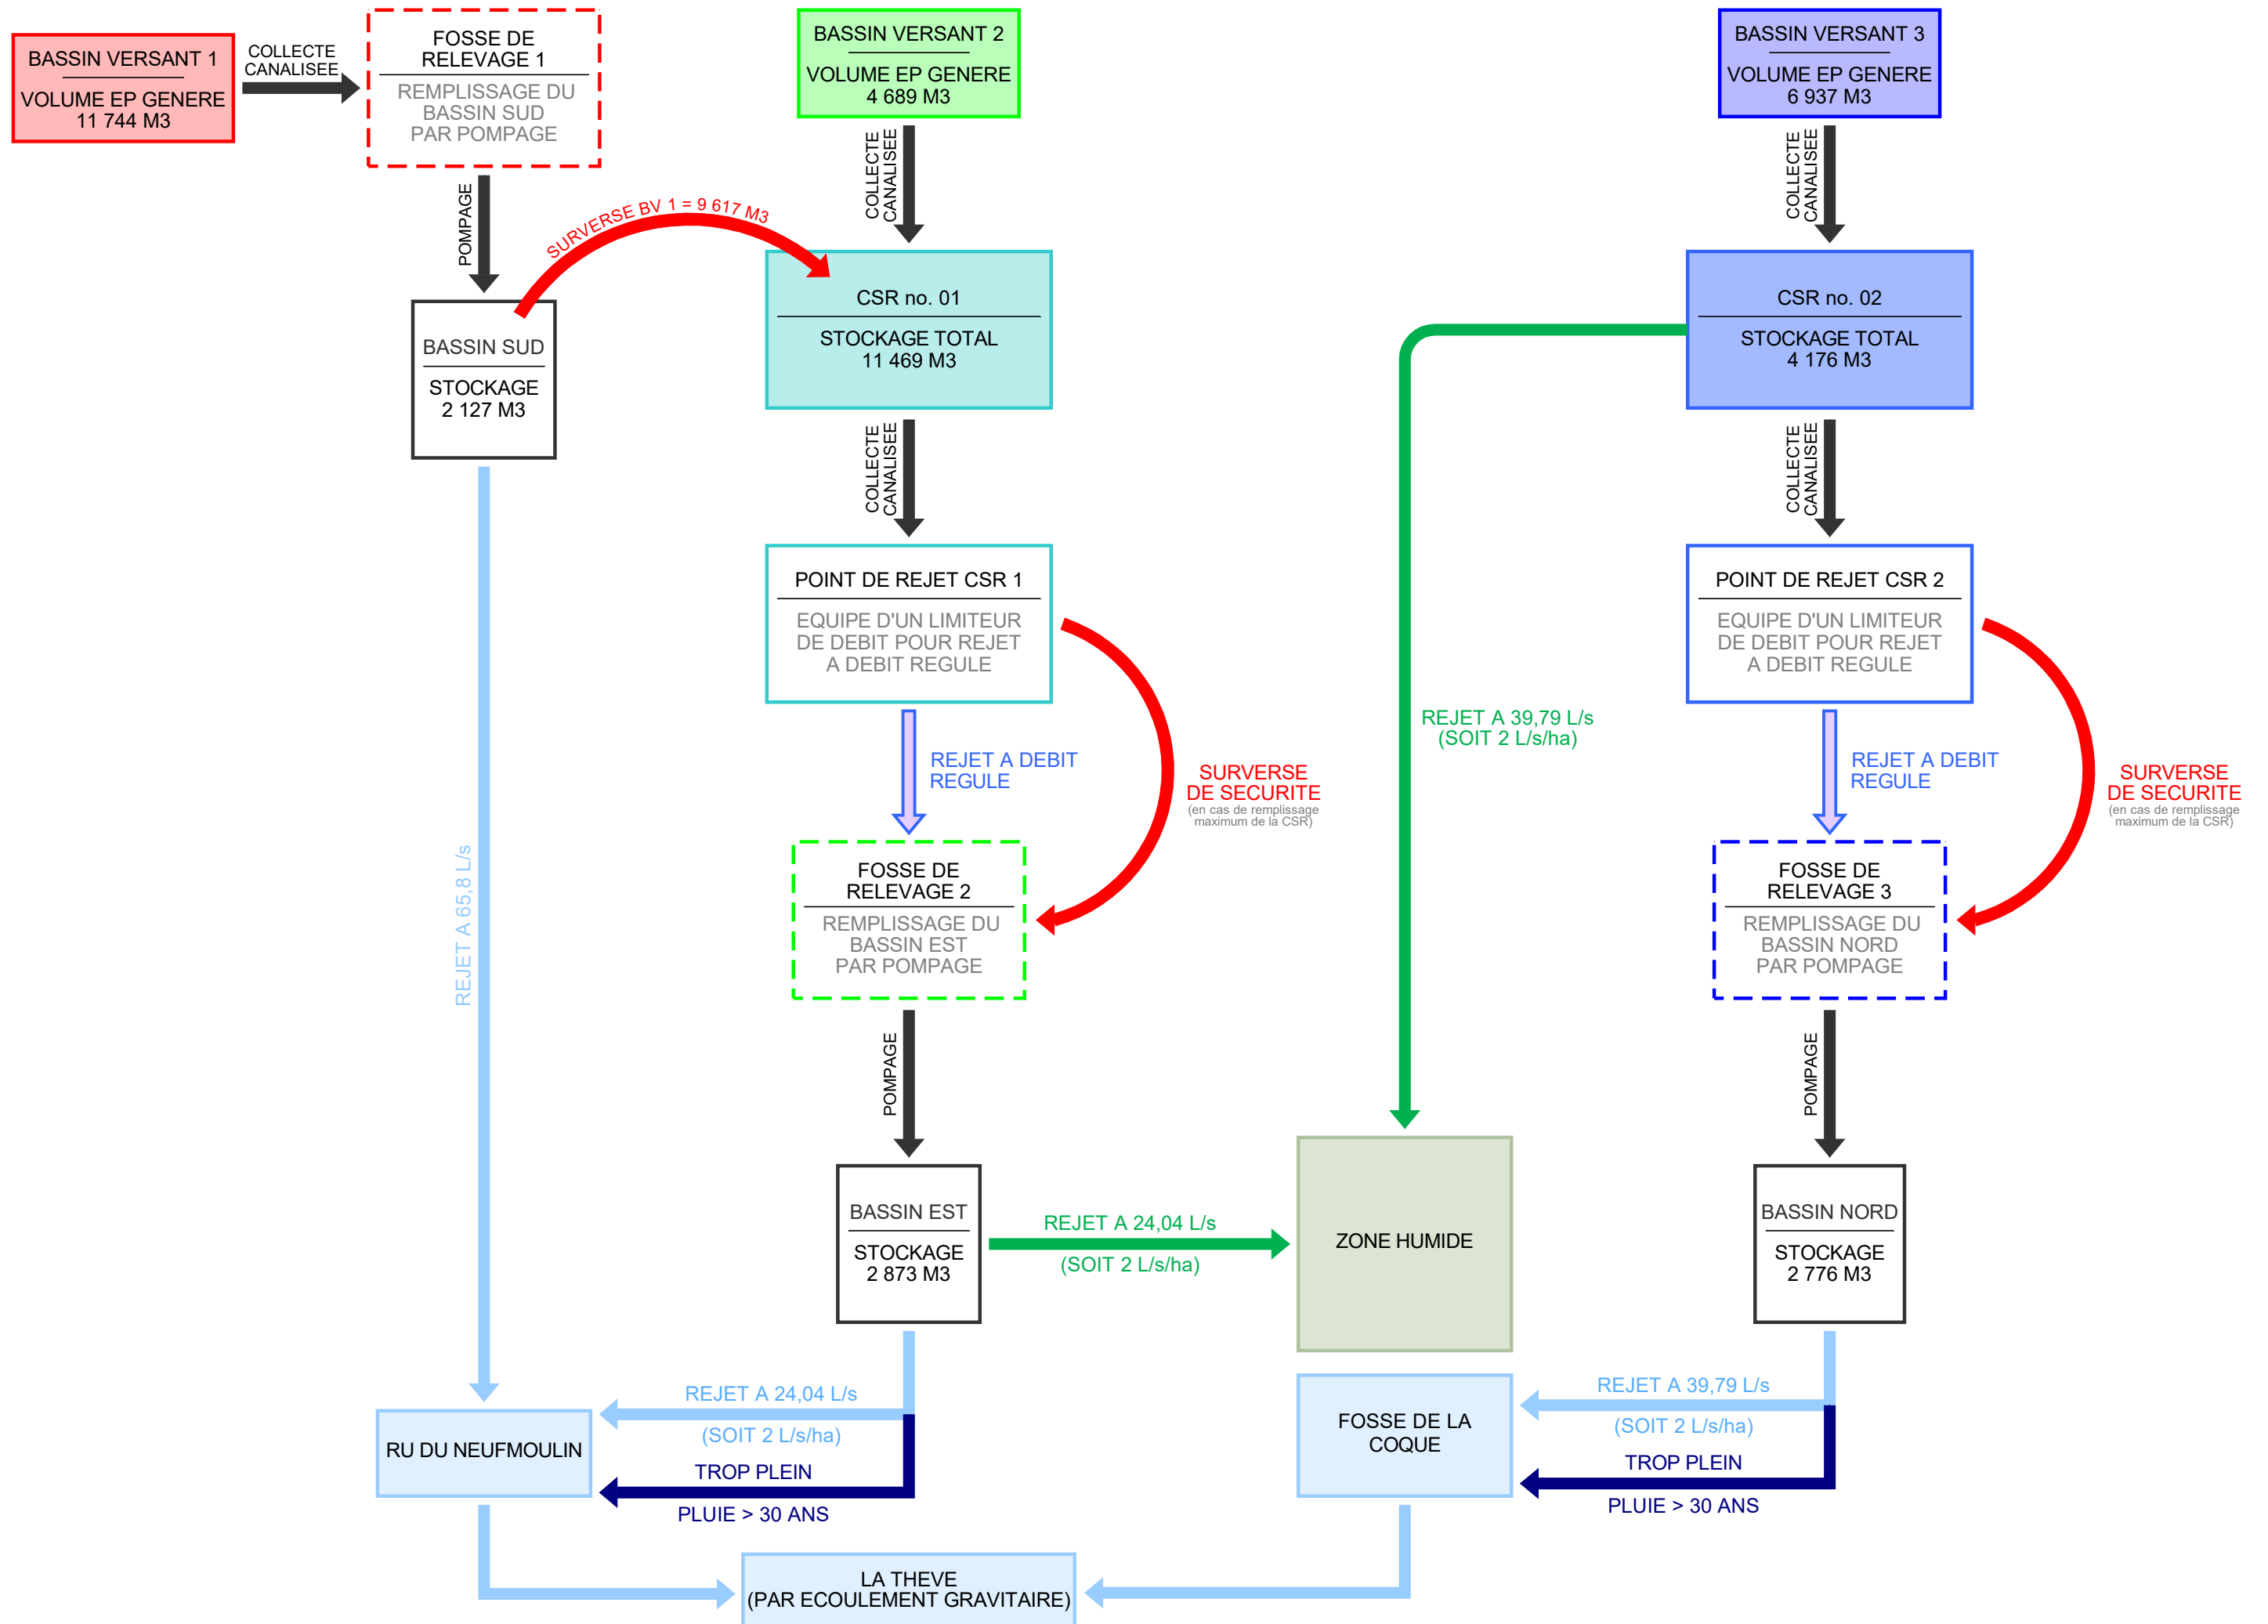 BASSIN VERSANT 1
VOLUME EP GENERE
11 744 M3
COLLECTE
CANALISEE
FOSSE DE
RELEVAGE 1
REMPLISSAGE DU
BASSIN SUD
PAR POMPAGE
BASSIN VERSANT 2
VOLUME EP GENERE
4 689 M3
BASSIN VERSANT 3
VOLUME EP GENERE
6 937 M3
POMPAGE
SURVERSE BV 1 = 9 617 M3
COLLECTE
CANALISEE
COLLECTE
CANALISEE
BASSIN SUD
STOCKAGE
2 127 M3
CSR no. 01
STOCKAGE TOTAL
11 469 M3
CSR no. 02
STOCKAGE TOTAL
4 176 M3
COLLECTE
CANALISEE
COLLECTE
CANALISEE
POINT DE REJET CSR 1
EQUIPE D'UN LIMITEUR
DE DEBIT POUR REJET
A DEBIT REGULE
POINT DE REJET CSR 2
EQUIPE D'UN LIMITEUR
DE DEBIT POUR REJET
A DEBIT REGULE
REJET A 39,79 L/s
(SOIT 2 L/s/ha)
REJET A DEBIT
REGULE
SURVERSE
DE SECURITE
(en cas de remplissage
maximum de la CSR)
REJET A DEBIT
REGULE
SURVERSE
DE SECURITE
(en cas de remplissage
maximum de la CSR)
REJET A 65,8 L/s
FOSSE DE
RELEVAGE 2
REMPLISSAGE DU
BASSIN EST
PAR POMPAGE
FOSSE DE
RELEVAGE 3
REMPLISSAGE DU
BASSIN NORD
PAR POMPAGE
POMPAGE
POMPAGE
BASSIN EST
STOCKAGE
2 873 M3
REJET A 24,04 L/s
(SOIT 2 L/s/ha)
ZONE HUMIDE
BASSIN NORD
STOCKAGE
2 776 M3
REJET A 24,04 L/s
(SOIT 2 L/s/ha)
TROP PLEIN
PLUIE > 30 ANS
RU DU NEUFMOULIN
FOSSE DE LA
COQUE
REJET A 39,79 L/s
(SOIT 2 L/s/ha)
TROP PLEIN
PLUIE > 30 ANS
LA THEVE
(PAR ECOULEMENT GRAVITAIRE)